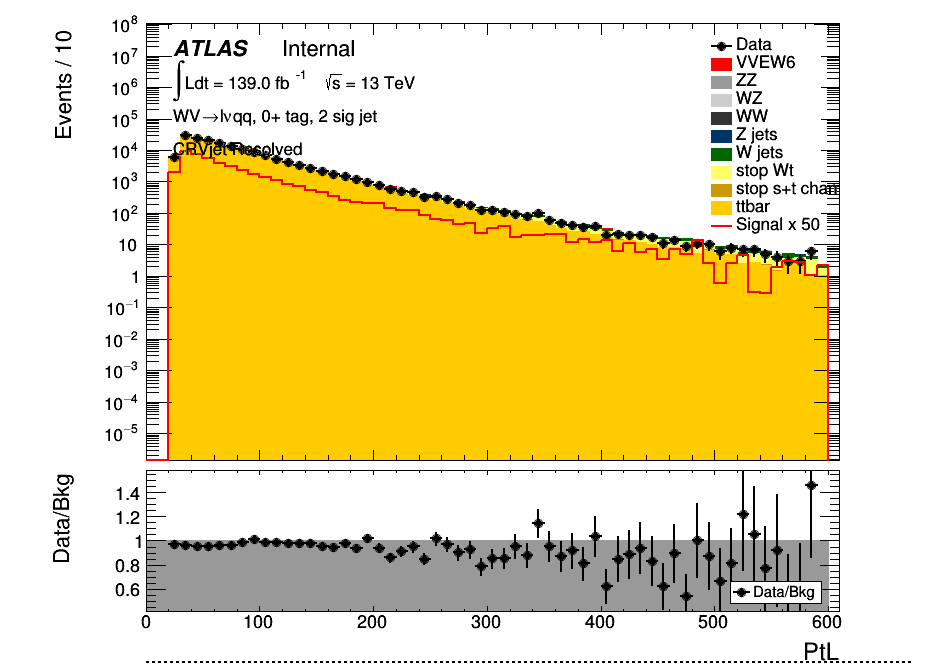 ATLAS Internal
∫Ldt = 139.0 fb⁻¹ √s = 13 TeV
WV→lνqq, 0+ tag, 2 sig jet
CRVjet Resolved
Data
VVEW6
ZZ
WZ
WW
Z jets
W jets
stop Wt
stop s+t chan
ttbar
Signal x 50
Events / 10
10⁸
10⁷
10⁶
10⁵
10⁴
10³
10²
10
1
10⁻¹
10⁻²
10⁻³
10⁻⁴
10⁻⁵
Data/Bkg
1.4
1.2
1
0.8
0.6
Data/Bkg
0 100 200 300 400 500 600
PtL